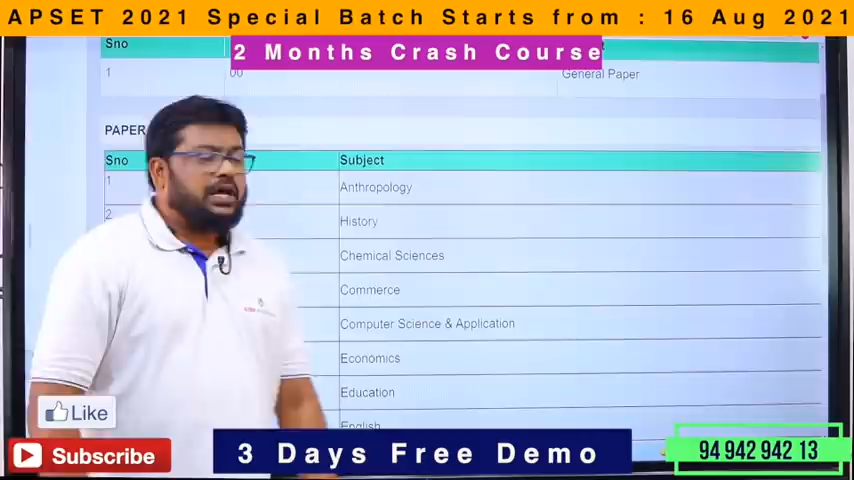 APSET 2021 Special Batch Starts from : 16 Aug 2021
2 Months Crash Course
Sno
1 00 General Paper
PAPER
Sno Subject
1 Anthropology
2 History
Chemical Sciences
Commerce
Computer Science & Application
Economics
Education
English
Like
Subscribe
3 Days Free Demo
94 942 942 13